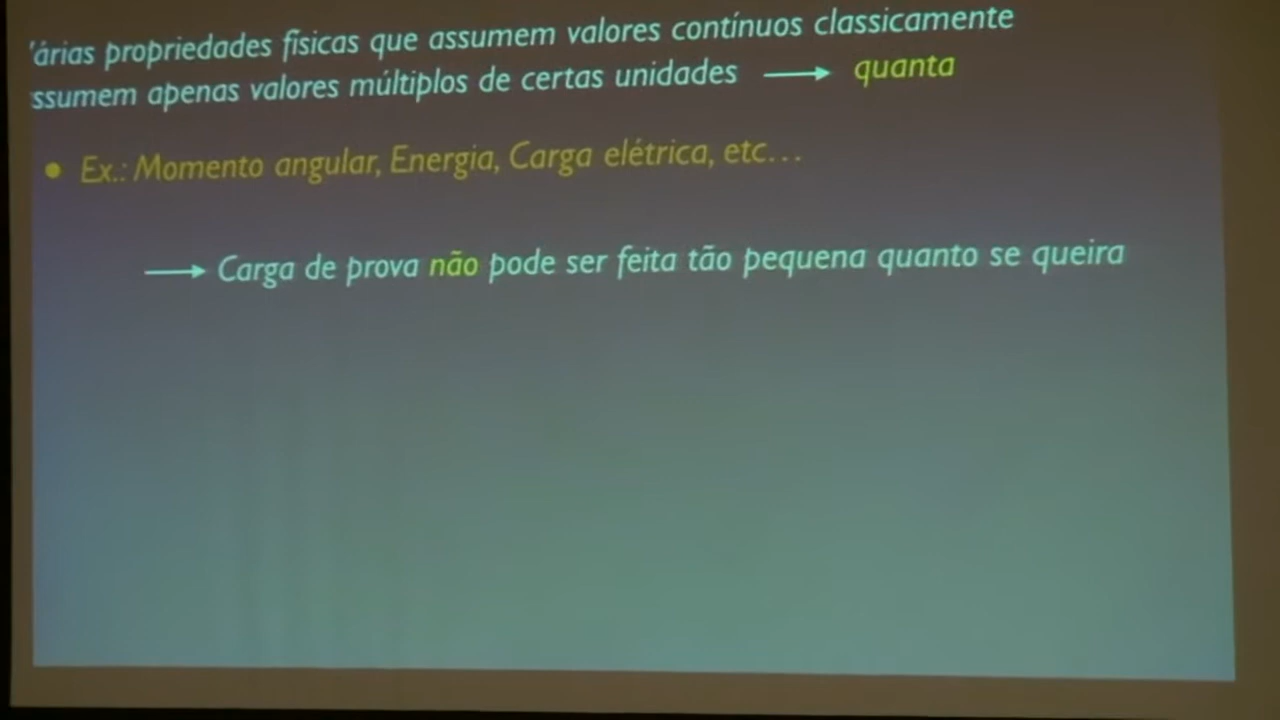 árias propriedades físicas que assumem valores contínuos classicamente
ssumem apenas valores múltiplos de certas unidades → quanta
• Ex.: Momento angular, Energia, Carga elétrica, etc...
→ Carga de prova não pode ser feita tão pequena quanto se queira